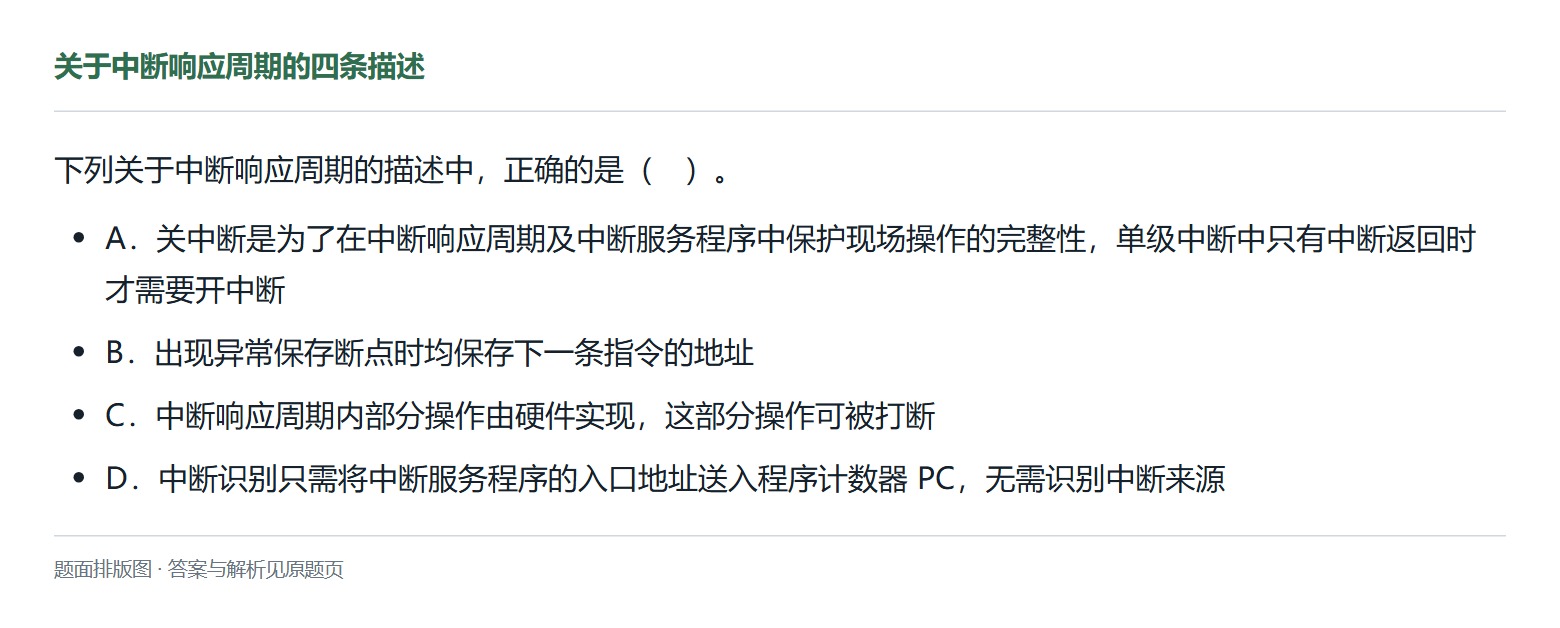 关于中断响应周期的四条描述
下列关于中断响应周期的描述中，正确的是（　）。
• A．关中断是为了在中断响应周期及中断服务程序中保护现场操作的完整性，单级中断中只有中断返回时
才需要开中断
• B．出现异常保存断点时均保存下一条指令的地址
• C．中断响应周期内部分操作由硬件实现，这部分操作可被打断
• D．中断识别只需将中断服务程序的入口地址送入程序计数器 PC，无需识别中断来源
题面排版图 · 答案与解析见原题页